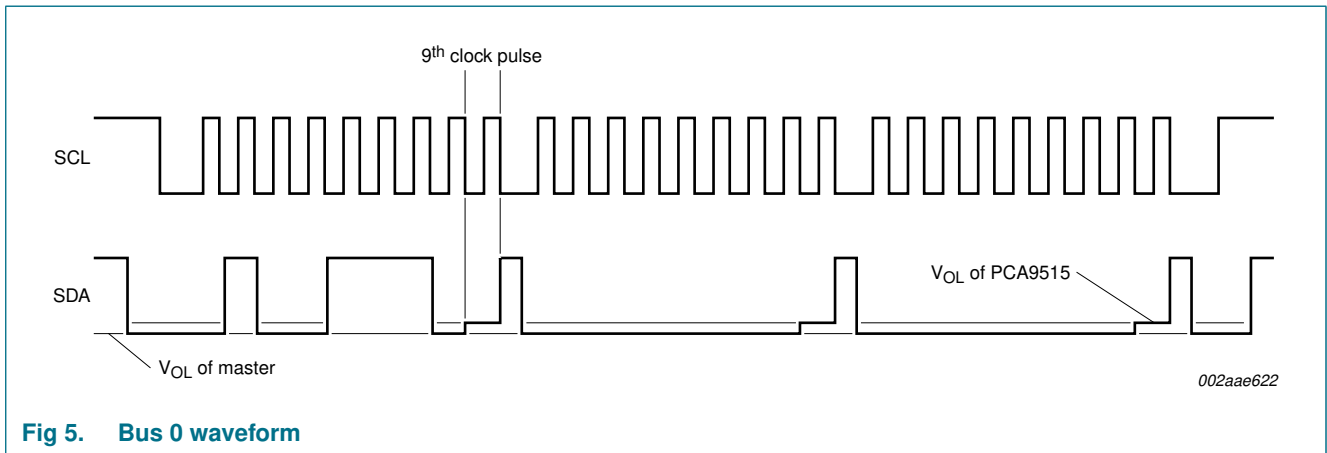 9th clock pulse
SCL
SDA
VOL of PCA9515
VOL of master
002aae622
Fig 5. Bus 0 waveform